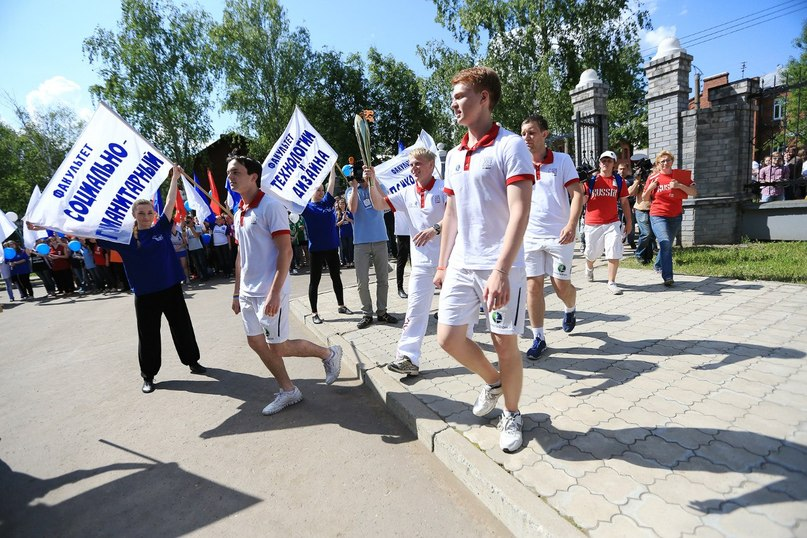 ФАКУЛЬТЕТ
СОЦИАЛЬНО
ГУМАНИТАРНЫЙ
ФАКУЛЬТЕТ
ТЕХНОЛОГИИ
И ДИЗАЙНА
RUSSIA